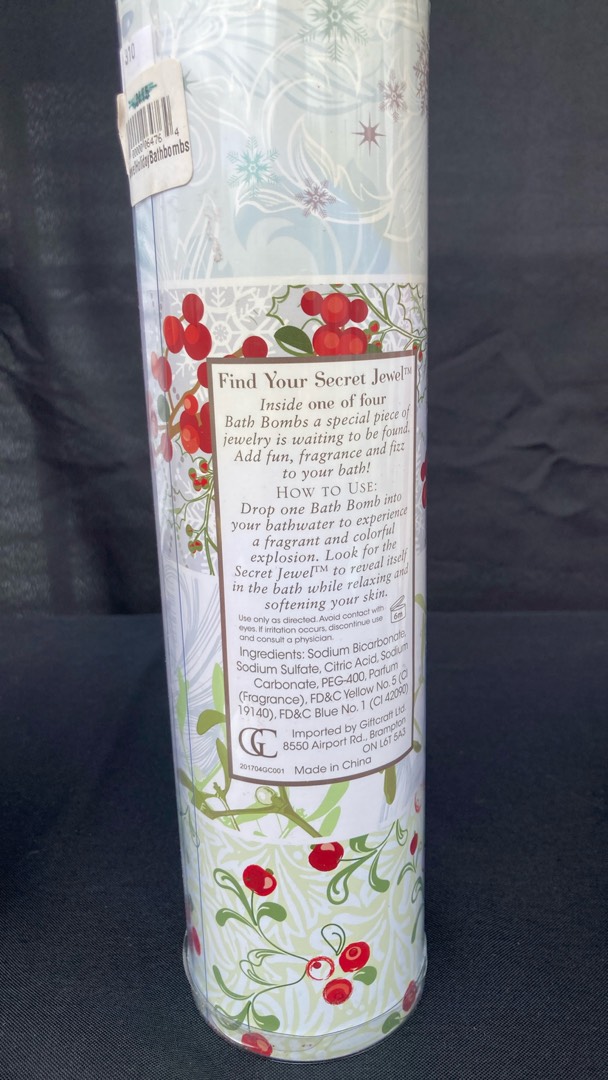 $10
06476 4
HolidayBathbombs
Find Your Secret Jewel™
Inside one of four
Bath Bombs a special piece of
jewelry is waiting to be found.
Add fun, fragrance and fizz
to your bath!
HOW TO USE:
Drop one Bath Bomb into
your bathwater to experience
a fragrant and colorful
explosion. Look for the
Secret Jewel™ to reveal itself
in the bath while relaxing and
softening your skin.
Use only as directed. Avoid contact with
eyes. If irritation occurs, discontinue use
and consult a physician.
6m
Ingredients: Sodium Bicarbonate,
Sodium Sulfate, Citric Acid, Sodium
Carbonate, PEG-400, Parfum
(Fragrance), FD&C Yellow No. 5 (CI
19140), FD&C Blue No. 1 (CI 42090)
GC
Imported by Giftcraft Ltd.
8550 Airport Rd., Brampton
ON L6T 5A3
201704GC001 Made in China